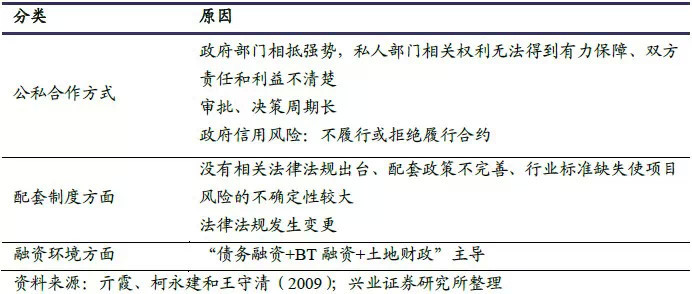 分类 原因
公私合作方式
政府部门相抵强势，私人部门相关权利无法得到有力保障、双方
责任和利益不清楚
审批、决策周期长
政府信用风险：不履行或拒绝履行合约
配套制度方面
没有相关法律法规出台、配套政策不完善、行业标准缺失使项目
风险的不确定性较大
法律法规发生变更
融资环境方面 “债务融资+BT 融资+土地财政”主导
资料来源：亓霞、柯永建和王守清（2009）；兴业证券研究所整理